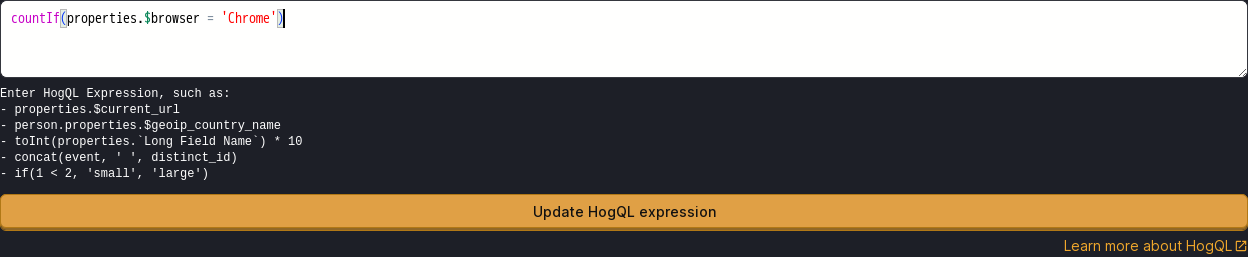 countIf(properties.$browser = 'Chrome')
Enter HogQL Expression, such as:
- properties.$current_url
- person.properties.$geoip_country_name
- toInt(properties.`Long Field Name`) * 10
- concat(event, ' ', distinct_id)
- if(1 < 2, 'small', 'large')
Update HogQL expression
Learn more about HogQL